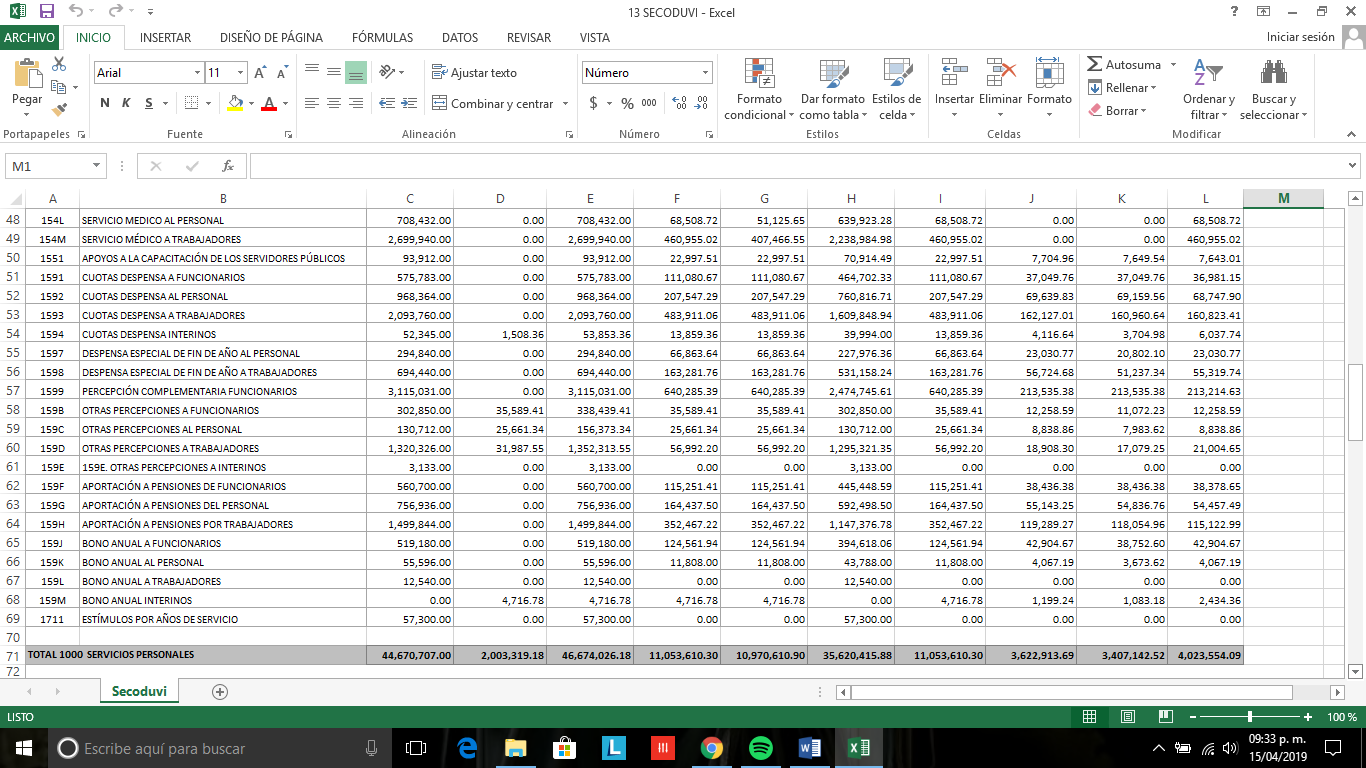 13 SECODUVI - Excel
ARCHIVO INICIO INSERTAR DISEÑO DE PÁGINA FÓRMULAS DATOS REVISAR VISTA Iniciar sesión
Arial 11 Ajustar texto Número Autosuma
Pegar N K S Combinar y centrar $ % 000 Formato condicional Dar formato como tabla Estilos de celda Insertar Eliminar Formato Rellenar Borrar Ordenar y filtrar Buscar y seleccionar
Portapapeles Fuente Alineación Número Estilos Celdas Modificar
M1 fx
A B C D E F G H I J K L M
48 154L SERVICIO MEDICO AL PERSONAL 708,432.00 0.00 708,432.00 68,508.72 51,125.65 639,923.28 68,508.72 0.00 0.00 68,508.72
49 154M SERVICIO MÉDICO A TRABAJADORES 2,699,940.00 0.00 2,699,940.00 460,955.02 407,466.55 2,238,984.98 460,955.02 0.00 0.00 460,955.02
50 1551 APOYOS A LA CAPACITACIÓN DE LOS SERVIDORES PÚBLICOS 93,912.00 0.00 93,912.00 22,997.51 22,997.51 70,914.49 22,997.51 7,704.96 7,649.54 7,643.01
51 1591 CUOTAS DESPENSA A FUNCIONARIOS 575,783.00 0.00 575,783.00 111,080.67 111,080.67 464,702.33 111,080.67 37,049.76 37,049.76 36,981.15
52 1592 CUOTAS DESPENSA AL PERSONAL 968,364.00 0.00 968,364.00 207,547.29 207,547.29 760,816.71 207,547.29 69,639.83 69,159.56 68,747.90
53 1593 CUOTAS DESPENSA A TRABAJADORES 2,093,760.00 0.00 2,093,760.00 483,911.06 483,911.06 1,609,848.94 483,911.06 162,127.01 160,960.64 160,823.41
54 1594 CUOTAS DESPENSA INTERINOS 52,345.00 1,508.36 53,853.36 13,859.36 13,859.36 39,994.00 13,859.36 4,116.64 3,704.98 6,037.74
55 1597 DESPENSA ESPECIAL DE FIN DE AÑO AL PERSONAL 294,840.00 0.00 294,840.00 66,863.64 66,863.64 227,976.36 66,863.64 23,030.77 20,802.10 23,030.77
56 1598 DESPENSA ESPECIAL DE FIN DE AÑO A TRABAJADORES 694,440.00 0.00 694,440.00 163,281.76 163,281.76 531,158.24 163,281.76 56,724.68 51,237.34 55,319.74
57 1599 PERCEPCIÓN COMPLEMENTARIA FUNCIONARIOS 3,115,031.00 0.00 3,115,031.00 640,285.39 640,285.39 2,474,745.61 640,285.39 213,535.38 213,535.38 213,214.63
58 159B OTRAS PERCEPCIONES A FUNCIONARIOS 302,850.00 35,589.41 338,439.41 35,589.41 35,589.41 302,850.00 35,589.41 12,258.59 11,072.23 12,258.59
59 159C OTRAS PERCEPCIONES AL PERSONAL 130,712.00 25,661.34 156,373.34 25,661.34 25,661.34 130,712.00 25,661.34 8,838.86 7,983.62 8,838.86
60 159D OTRAS PERCEPCIONES A TRABAJADORES 1,320,326.00 31,987.55 1,352,313.55 56,992.20 56,992.20 1,295,321.35 56,992.20 18,908.30 17,079.25 21,004.65
61 159E 159E. OTRAS PERCEPCIONES A INTERINOS 3,133.00 0.00 3,133.00 0.00 0.00 3,133.00 0.00 0.00 0.00 0.00
62 159F APORTACIÓN A PENSIONES DE FUNCIONARIOS 560,700.00 0.00 560,700.00 115,251.41 115,251.41 445,448.59 115,251.41 38,436.38 38,436.38 38,378.65
63 159G APORTACIÓN A PENSIONES DEL PERSONAL 756,936.00 0.00 756,936.00 164,437.50 164,437.50 592,498.50 164,437.50 55,143.25 54,836.76 54,457.49
64 159H APORTACIÓN A PENSIONES POR TRABAJADORES 1,499,844.00 0.00 1,499,844.00 352,467.22 352,467.22 1,147,376.78 352,467.22 119,289.27 118,054.96 115,122.99
65 159J BONO ANUAL A FUNCIONARIOS 519,180.00 0.00 519,180.00 124,561.94 124,561.94 394,618.06 124,561.94 42,904.67 38,752.60 42,904.67
66 159K BONO ANUAL AL PERSONAL 55,596.00 0.00 55,596.00 11,808.00 11,808.00 43,788.00 11,808.00 4,067.19 3,673.62 4,067.19
67 159L BONO ANUAL A TRABAJADORES 12,540.00 0.00 12,540.00 0.00 0.00 12,540.00 0.00 0.00 0.00 0.00
68 159M BONO ANUAL INTERINOS 0.00 4,716.78 4,716.78 4,716.78 4,716.78 0.00 4,716.78 1,199.24 1,083.18 2,434.36
69 1711 ESTÍMULOS POR AÑOS DE SERVICIO 57,300.00 0.00 57,300.00 0.00 0.00 57,300.00 0.00 0.00 0.00 0.00
70
71 TOTAL 1000 SERVICIOS PERSONALES 44,670,707.00 2,003,319.18 46,674,026.18 11,053,610.30 10,970,610.90 35,620,415.88 11,053,610.30 3,622,913.69 3,407,142.52 4,023,554.09
72
Secoduvi
LISTO 100 %
Escribe aquí para buscar 09:33 p. m.
15/04/2019